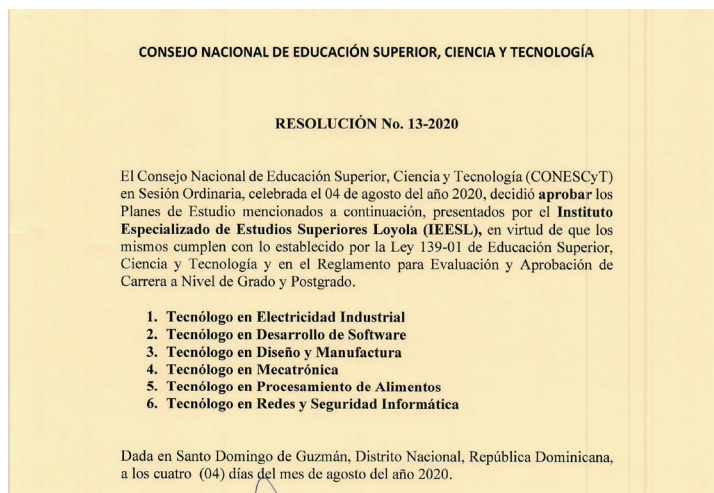 CONSEJO NACIONAL DE EDUCACIÓN SUPERIOR, CIENCIA Y TECNOLOGÍA
RESOLUCIÓN No. 13-2020
El Consejo Nacional de Educación Superior, Ciencia y Tecnología (CONESCyT)
en Sesión Ordinaria, celebrada el 04 de agosto del año 2020, decidió aprobar los
Planes de Estudio mencionados a continuación, presentados por el Instituto
Especializado de Estudios Superiores Loyola (IEESL), en virtud de que los
mismos cumplen con lo establecido por la Ley 139-01 de Educación Superior,
Ciencia y Tecnología y en el Reglamento para Evaluación y Aprobación de
Carrera a Nivel de Grado y Postgrado.
1. Tecnólogo en Electricidad Industrial
2. Tecnólogo en Desarrollo de Software
3. Tecnólogo en Diseño y Manufactura
4. Tecnólogo en Mecatrónica
5. Tecnólogo en Procesamiento de Alimentos
6. Tecnólogo en Redes y Seguridad Informática
Dada en Santo Domingo de Guzmán, Distrito Nacional, República Dominicana,
a los cuatro (04) días del mes de agosto del año 2020.